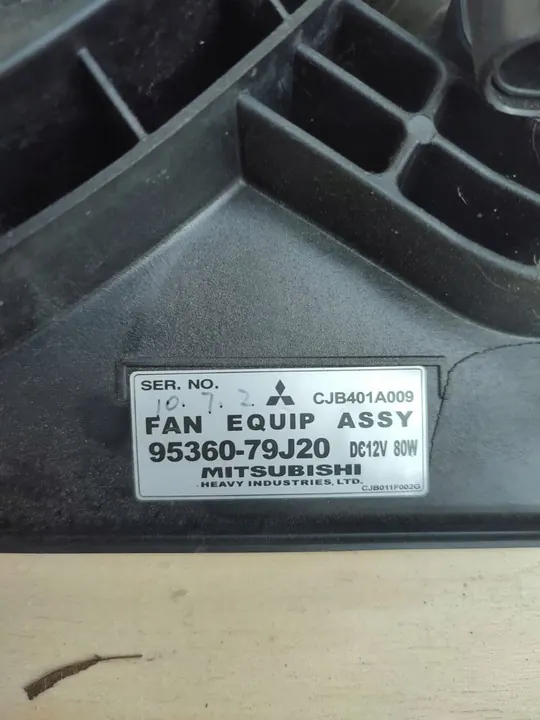 SER. NO. CJB401A009
10. 7. 2
FAN EQUIP ASSY
95360-79J20 DC12V 80W
MITSUBISHI
HEAVY INDUSTRIES, LTD.
CJB011F002G